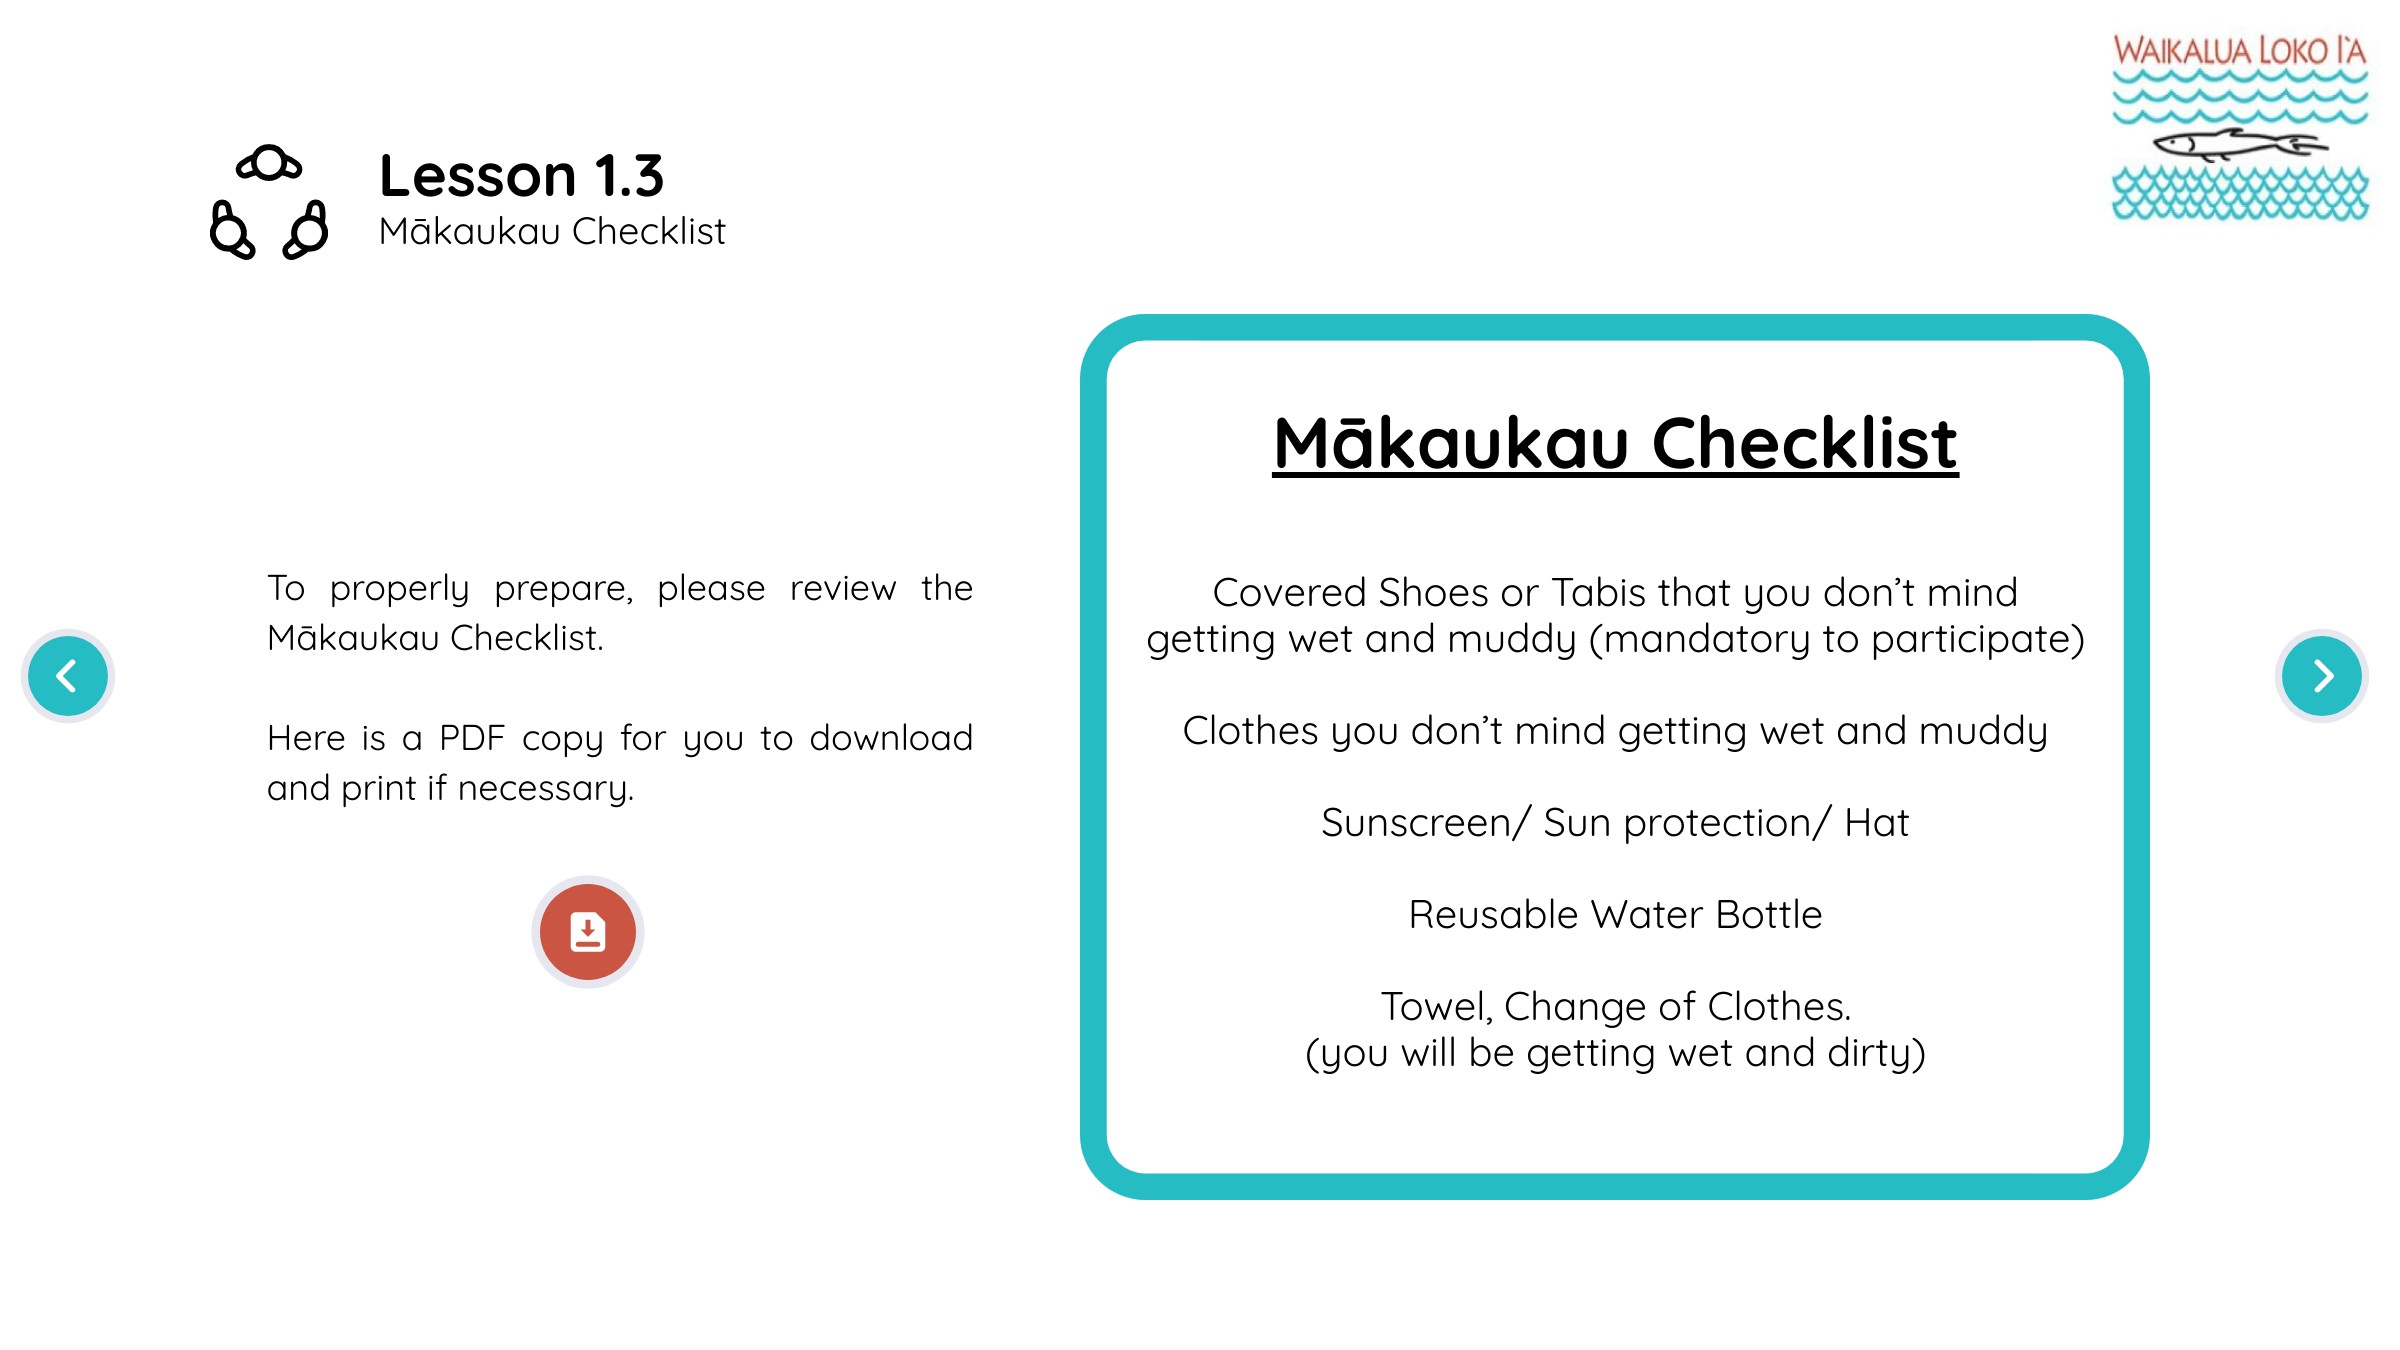 WAIKALUA LOKO I'A
Lesson 1.3
Mākaukau Checklist
To properly prepare, please review the
Mākaukau Checklist.
Here is a PDF copy for you to download
and print if necessary.
Mākaukau Checklist
Covered Shoes or Tabis that you don’t mind
getting wet and muddy (mandatory to participate)
Clothes you don’t mind getting wet and muddy
Sunscreen/ Sun protection/ Hat
Reusable Water Bottle
Towel, Change of Clothes.
(you will be getting wet and dirty)